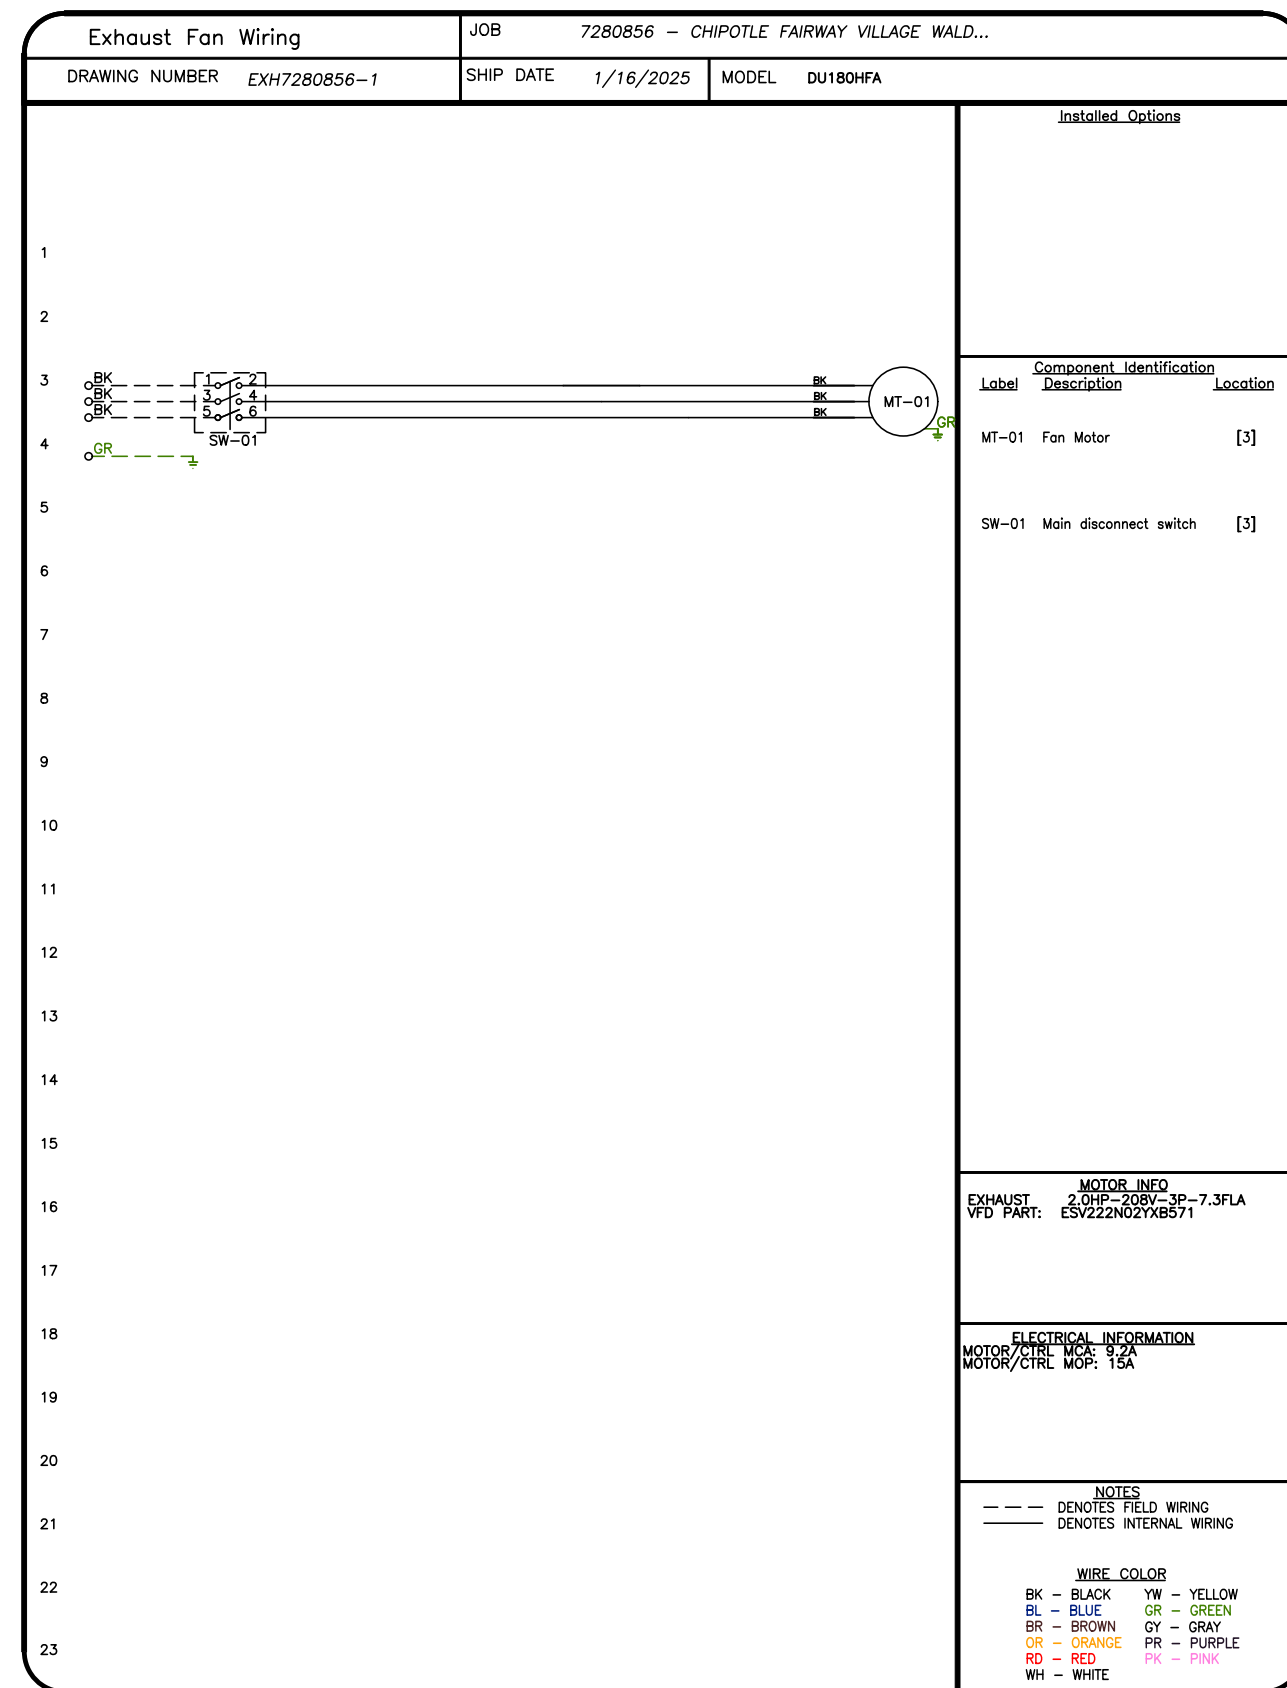 Exhaust Fan Wiring
JOB 7280856 - CHIPOTLE FAIRWAY VILLAGE WALD...
DRAWING NUMBER EXH7280856-1
SHIP DATE 1/16/2025
MODEL DU180HFA
Installed Options
1
2
3
BK 1 2 BK
BK 3 4 BK
BK 5 6 BK
MT-01
GR
SW-01
4
GR
5
6
7
8
9
10
11
12
13
14
15
16
17
18
19
20
21
22
23
Component Identification
Label Description Location
MT-01 Fan Motor [3]
SW-01 Main disconnect switch [3]
MOTOR INFO
EXHAUST 2.0HP-208V-3P-7.3FLA
VFD PART: ESV222N02YXB571
ELECTRICAL INFORMATION
MOTOR/CTRL MCA: 9.2A
MOTOR/CTRL MOP: 15A
NOTES
DENOTES FIELD WIRING
DENOTES INTERNAL WIRING
WIRE COLOR
BK - BLACK YW - YELLOW
BL - BLUE GR - GREEN
BR - BROWN GY - GRAY
OR - ORANGE PR - PURPLE
RD - RED PK - PINK
WH - WHITE